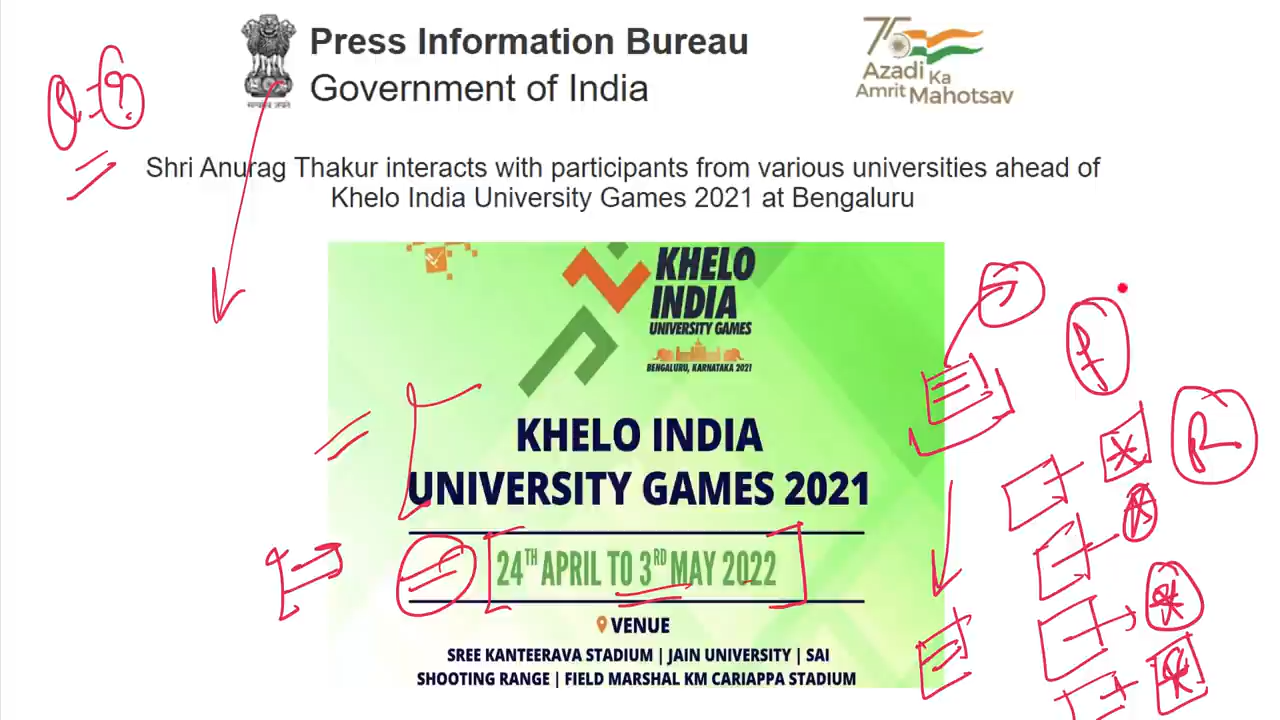 Press Information Bureau
Government of India
75
Azadi Ka
Amrit Mahotsav
Shri Anurag Thakur interacts with participants from various universities ahead of
Khelo India University Games 2021 at Bengaluru
KHELO
INDIA
UNIVERSITY GAMES
BENGALURU, KARNATAKA 2021
KHELO INDIA
UNIVERSITY GAMES 2021
24TH APRIL TO 3RD MAY 2022
VENUE
SREE KANTEERAVA STADIUM | JAIN UNIVERSITY | SAI
SHOOTING RANGE | FIELD MARSHAL KM CARIAPPA STADIUM
R